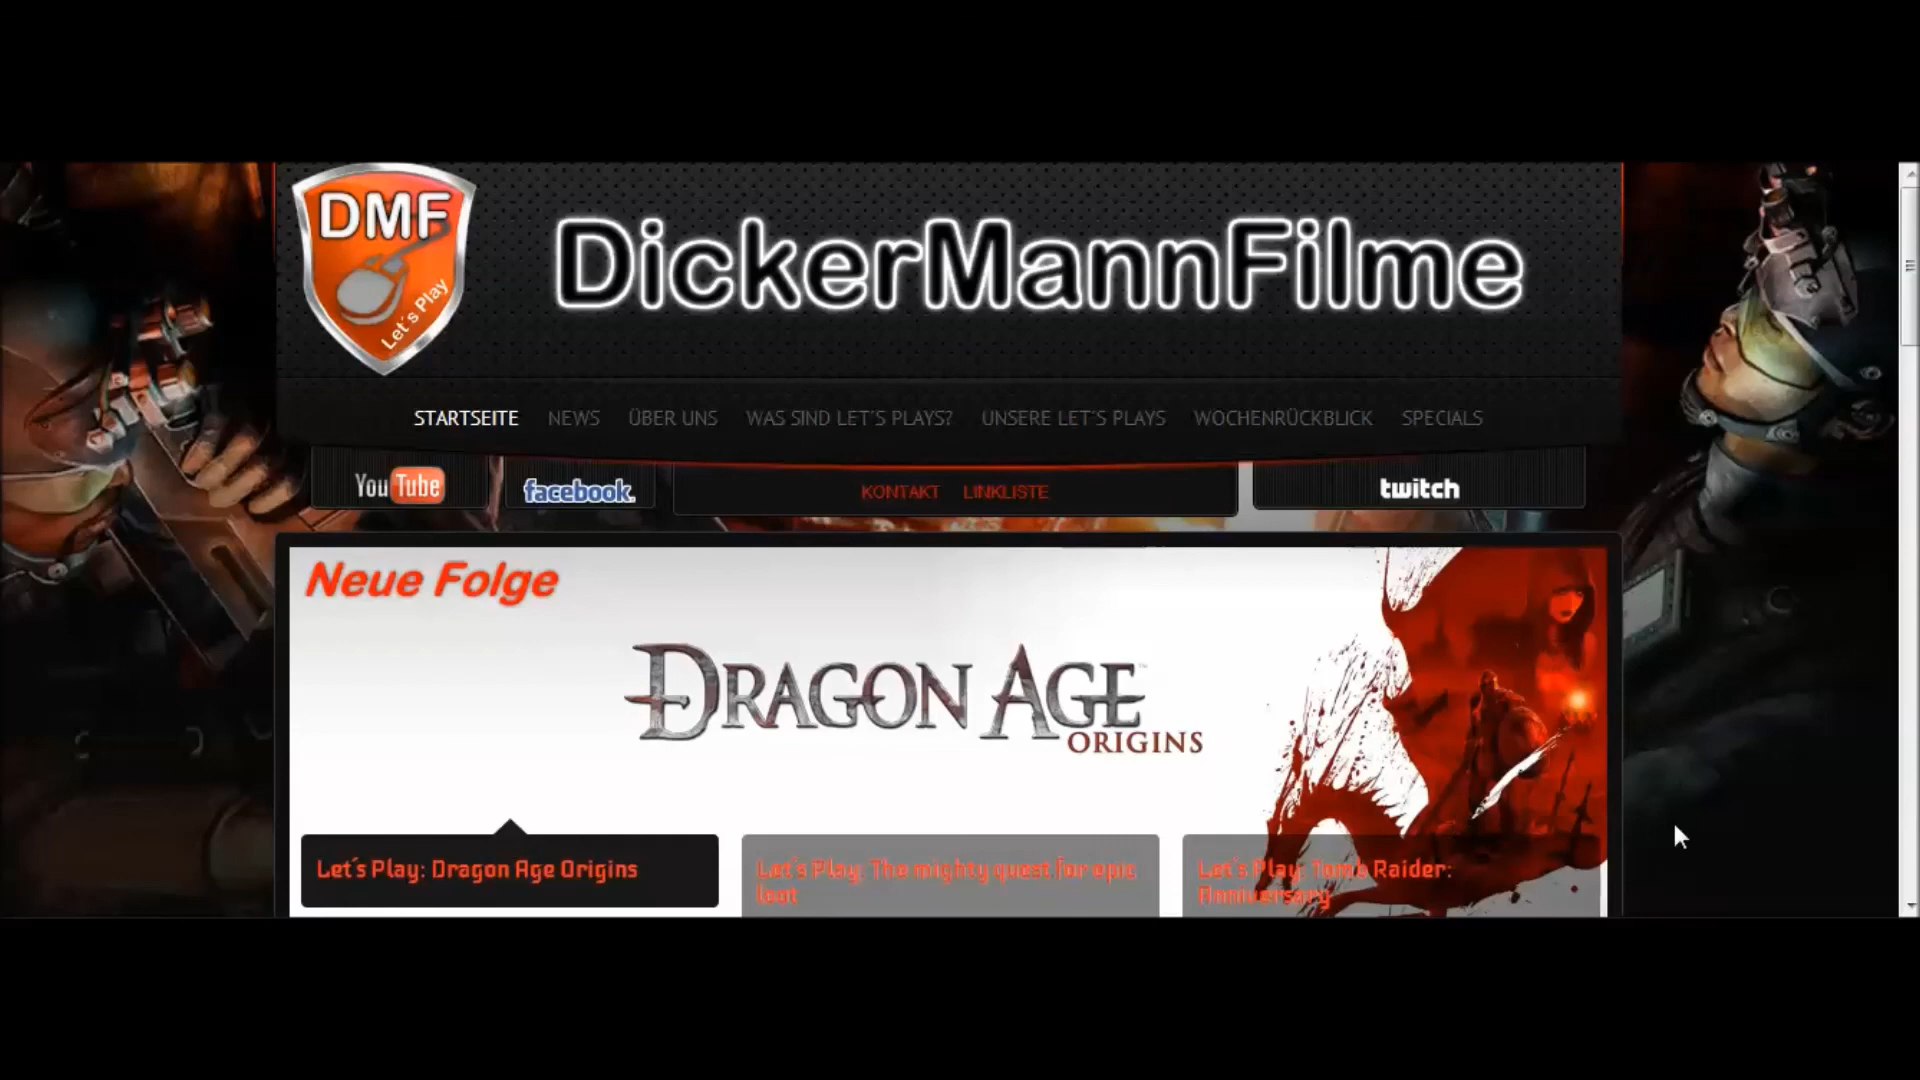 DMF
Let´s Play
DickerMannFilme
STARTSEITE NEWS ÜBER UNS WAS SIND LET´S PLAYS? UNSERE LET´S PLAYS WOCHENRÜCKBLICK SPECIALS
YouTube facebook. KONTAKT LINKLISTE twitch
Neue Folge
DRAGON AGE
ORIGINS
Let´s Play: Dragon Age Origins
Let´s Play: The mighty quest for epic
loot
Let´s Play: Tomb Raider:
Anniversary